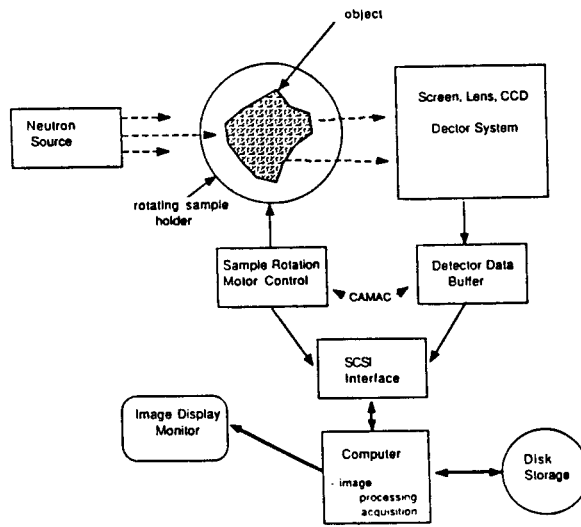 object
Neutron
Source
Screen, Lens, CCD
Dector System
rotating sample
holder
Sample Rotation
Motor Control
CAMAC
Detector Data
Buffer
SCSI
Interface
Image Display
Monitor
Computer
- image
processing
acquisition
Disk
Storage